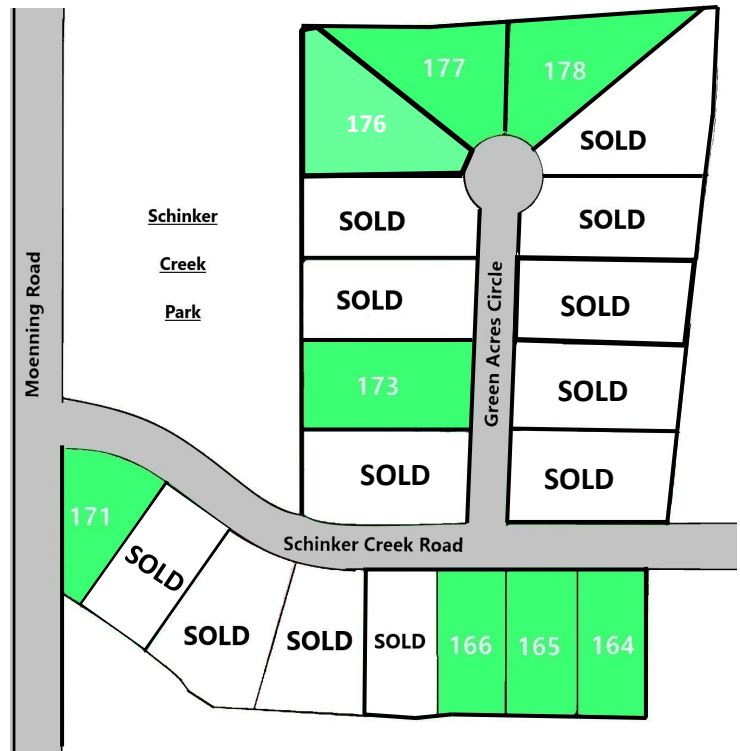 177
178
176
SOLD
Schinker
SOLD
SOLD
Creek
Park
SOLD
SOLD
Moenning Road
Green Acres Circle
173
SOLD
SOLD
SOLD
171
Schinker Creek Road
SOLD
SOLD
SOLD
SOLD
166
165
164